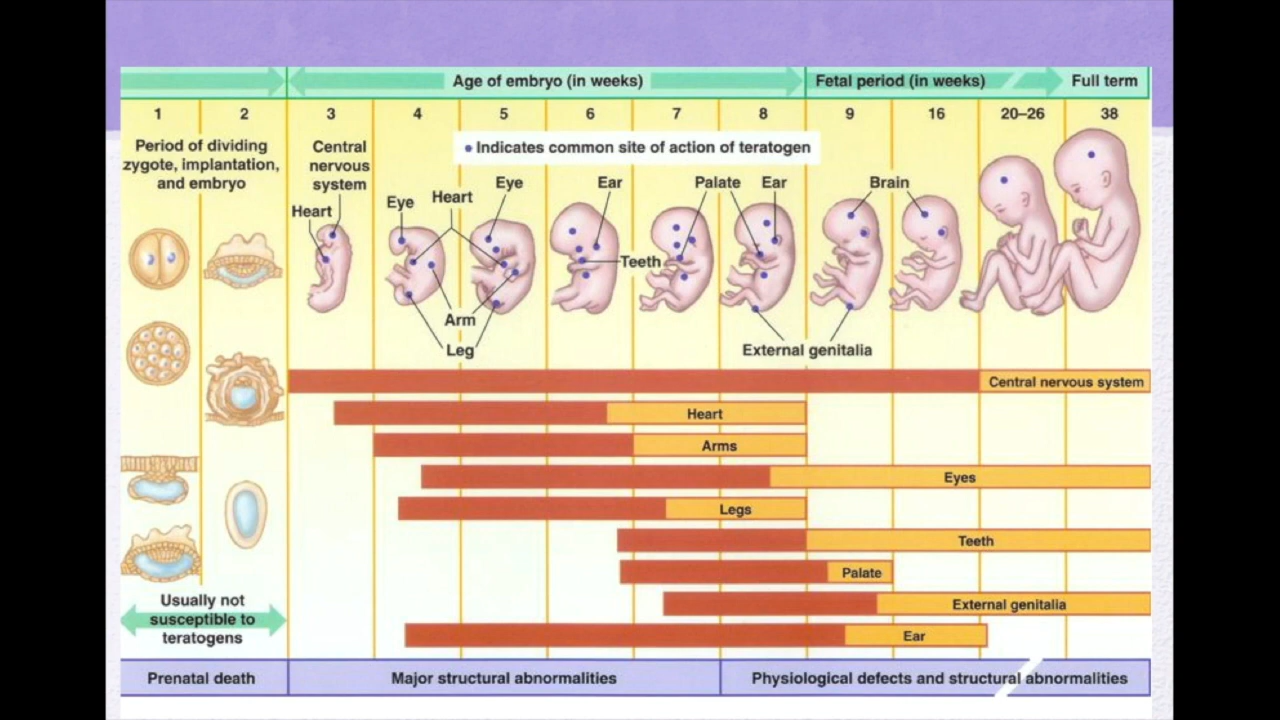 Age of embryo (in weeks)
Fetal period (in weeks)
Full term
1
2
3
4
5
6
7
8
9
16
20–26
38
Period of dividing
zygote, implantation,
and embryo
Central
nervous
system
• Indicates common site of action of teratogen
Heart
Eye
Heart
Eye
Ear
Palate
Ear
Brain
Teeth
Arm
Leg
External genitalia
Central nervous system
Heart
Arms
Eyes
Legs
Teeth
Palate
External genitalia
Ear
Usually not
susceptible to
teratogens
Prenatal death
Major structural abnormalities
Physiological defects and structural abnormalities